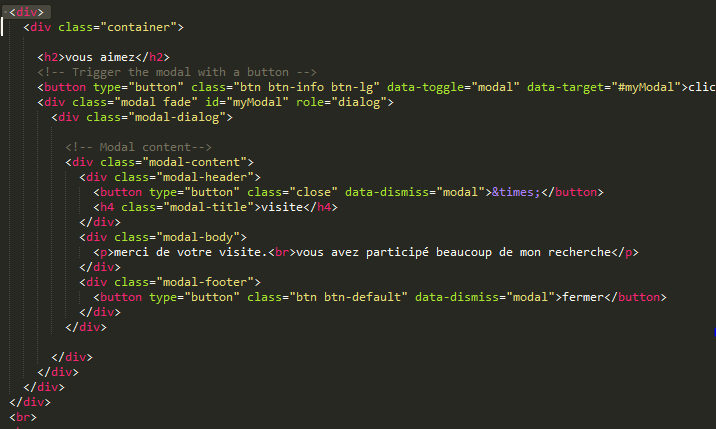 <div>
<div class="container">
<h2>vous aimez</h2>
<!-- Trigger the modal with a button -->
<button type="button" class="btn btn-info btn-lg" data-toggle="modal" data-target="#myModal">clic
<div class="modal fade" id="myModal" role="dialog">
<div class="modal-dialog">
<!-- Modal content-->
<div class="modal-content">
<div class="modal-header">
<button type="button" class="close" data-dismiss="modal">&times;</button>
<h4 class="modal-title">visite</h4>
</div>
<div class="modal-body">
<p>merci de votre visite.<br>vous avez participé beaucoup de mon recherche</p>
</div>
<div class="modal-footer">
<button type="button" class="btn btn-default" data-dismiss="modal">fermer</button>
</div>
</div>
</div>
</div>
</div>
</div>
<br>